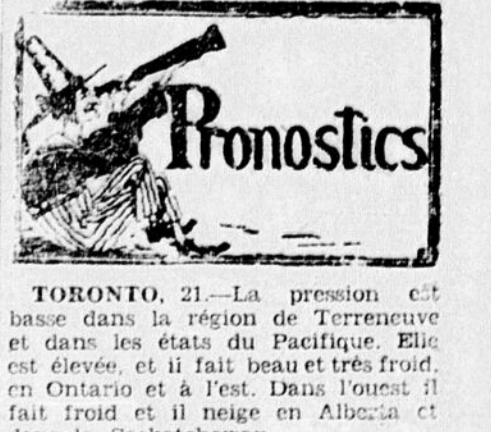 Pronostics
TORONTO, 21.—La pression est
basse dans la région de Terreneuve
et dans les états du Pacifique. Elle
est élevée, et ii fait beau et très froid,
en Ontario et à l'est. Dans l'ouest il
fait froid et il neige en Alberta et